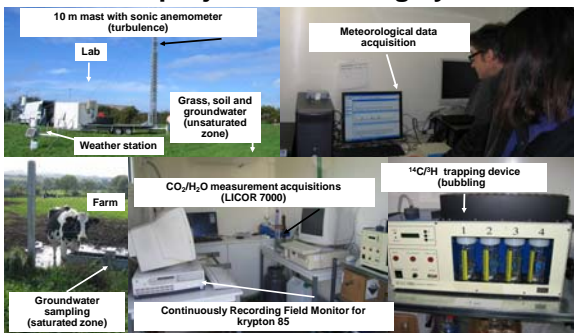 10 m mast with sonic anemometer
(turbulence)
Lab
Meteorological data
acquisition
Grass, soil and
groundwater
(unsaturated
zone)
Weather station
Farm
CO₂/H₂O measurement acquisitions
(LICOR 7000)
¹⁴C/³H trapping device
(bubbling
1 2 3 4
Groundwater
sampling
(saturated zone)
Continuously Recording Field Monitor for
krypton 85